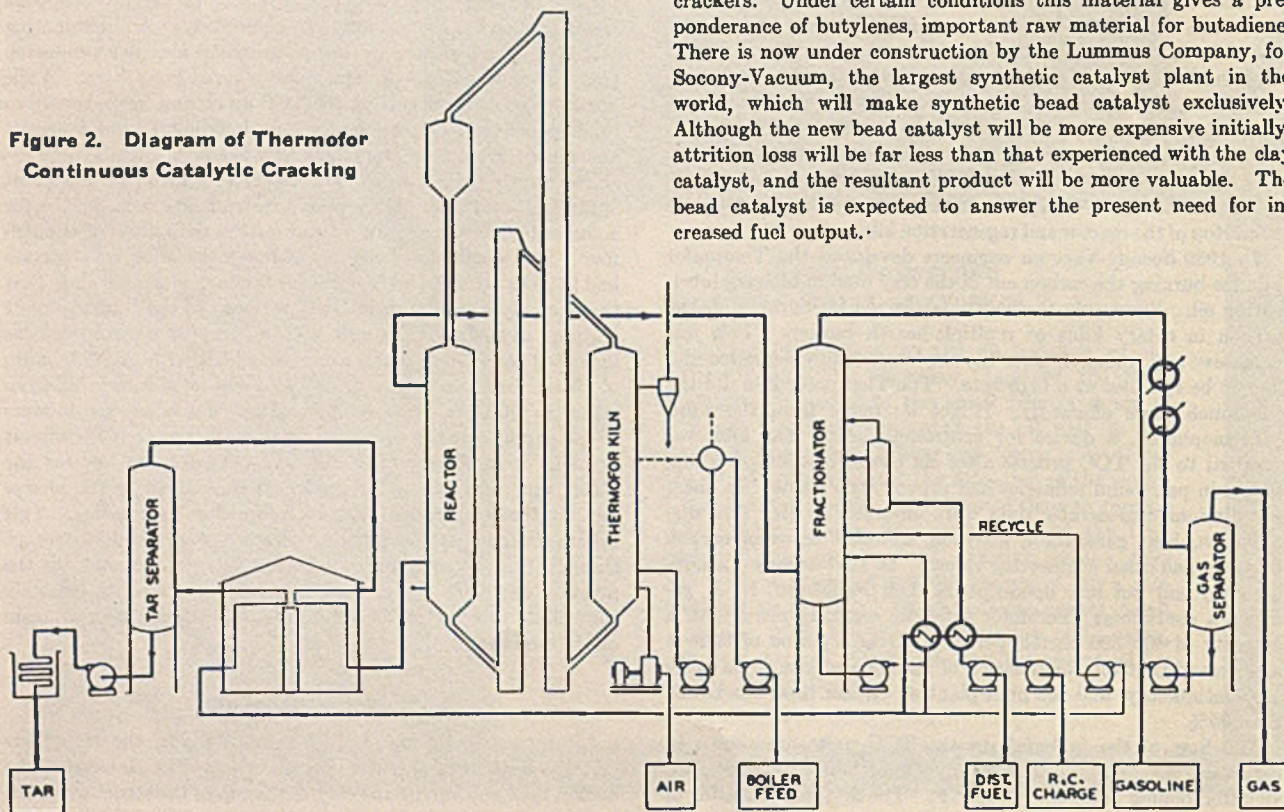 crackers. Under certain conditions this material gives a pre
ponderance of butylenes, important raw material for butadiene
There is now under construction by the Lummus Company, fo
Socony-Vacuum, the largest synthetic catalyst plant in the
world, which will make synthetic bead catalyst exclusively
Although the new bead catalyst will be more expensive initially
attrition loss will be far less than that experienced with the clay
catalyst, and the resultant product will be more valuable. Th
bead catalyst is expected to answer the present need for in
creased fuel output.
Figure 2. Diagram of Thermofor
Continuous Catalytic Cracking
TAR SEPARATOR
REACTOR
THERMOFOR KILN
FRACTIONATOR
RECYCLE
GAS
SEPARATOR
TAR
AIR
BOILER
FEED
DIST.
FUEL
R.C.
CHARGE
GASOLINE
GAS